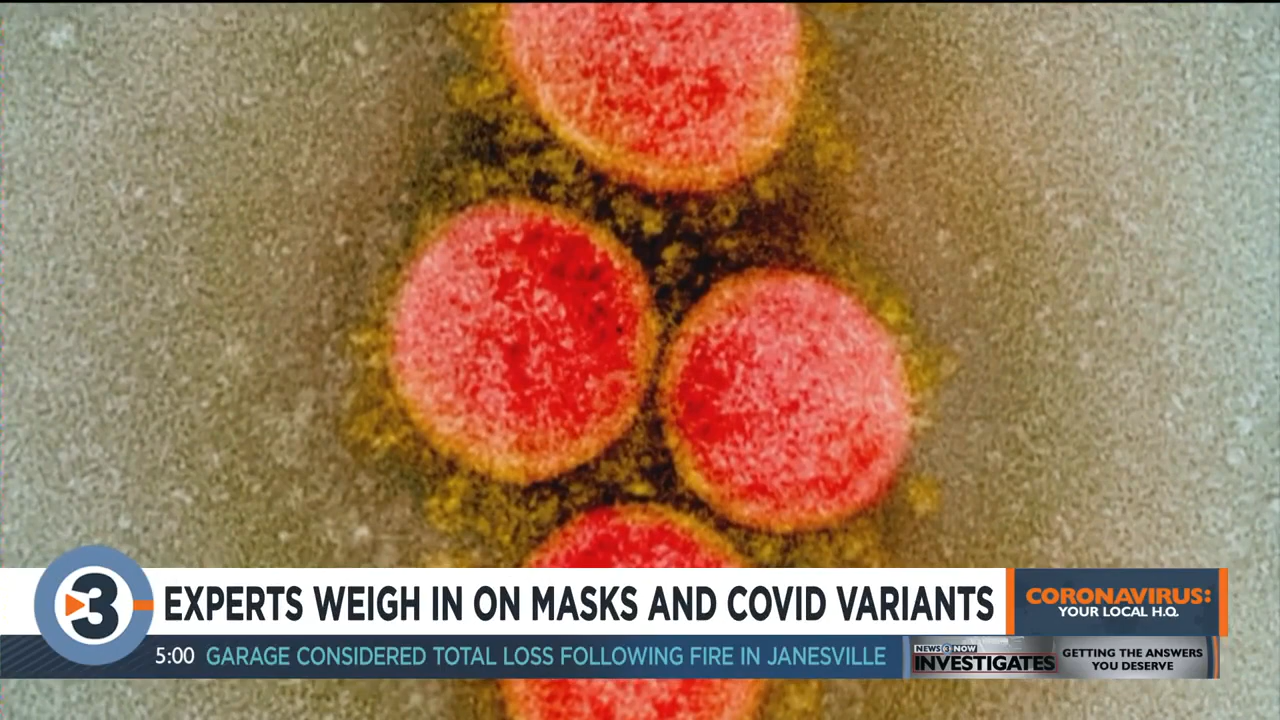 3
EXPERTS WEIGH IN ON MASKS AND COVID VARIANTS
CORONAVIRUS:
YOUR LOCAL H.Q.
5:00 GARAGE CONSIDERED TOTAL LOSS FOLLOWING FIRE IN JANESVILLE
NEWS 3 NOW
INVESTIGATES
GETTING THE ANSWERS
YOU DESERVE